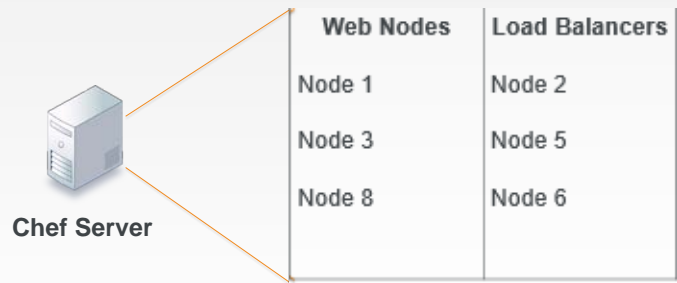 Web Nodes Load Balancers
Node 1 Node 2
Node 3 Node 5
Node 8 Node 6
Chef Server